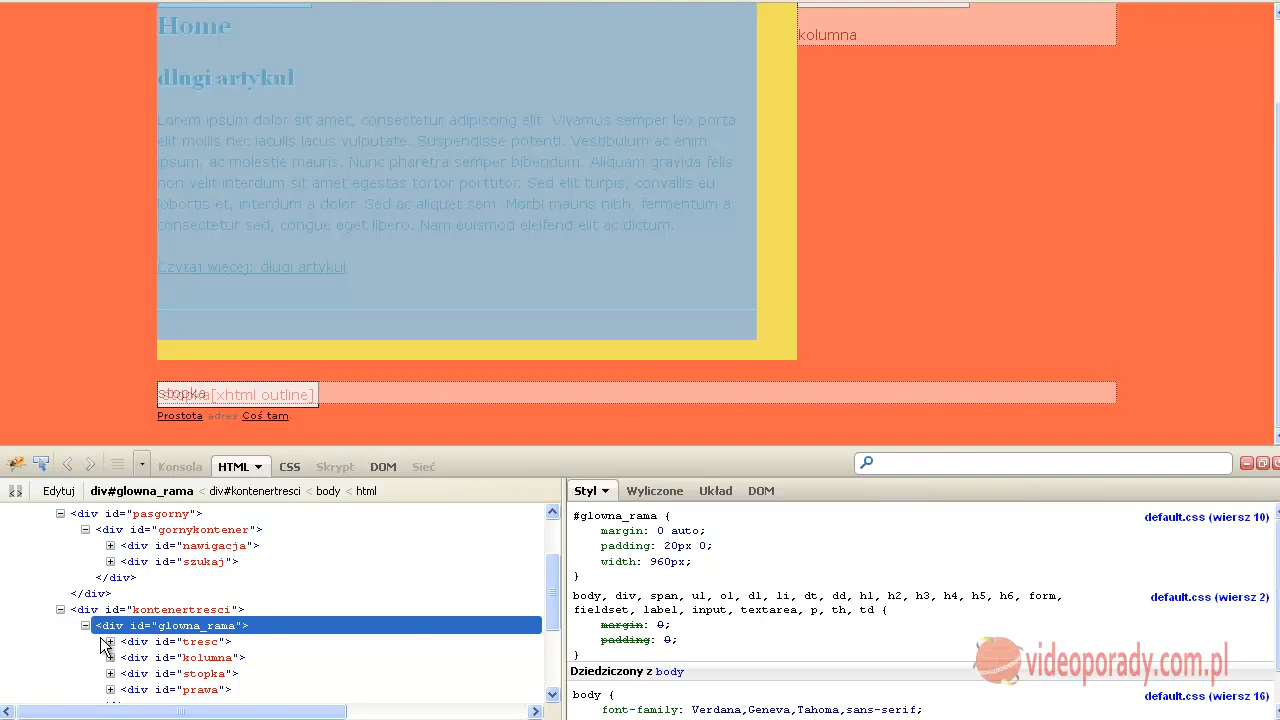 Home
kolumna
długi artykuł
Lorem ipsum dolor sit amet, consectetur adipiscing elit. Vivamus semper leo porta
elit mollis nec iaculis lacus vulputate. Suspendisse potenti. Vestibulum ac enim
ipsum, ac molestie mauris. Nunc pharetra semper bibendum. Aliquam gravida felis
non velit interdum sit amet egestas tortor porttitor. Sed elit turpis, convallis eu
lobortis et, interdum a dolor. Sed ac aliquet sem. Morbi mauris nibh, fermentum a
consectetur sed, congue eget libero. Nam euismod eleifend elit ac dictum.
Czytaj więcej: długi artykuł
stopka
stopka[xhtml outline]
Prostota adres Coś tam.
Konsola HTML CSS Skrypt DOM Sieć
Edytuj div#glowna_rama < div#kontenertresci < body < html
Styl Wyliczone Układ DOM
<div id="pasgorny">
<div id="gornykontener">
<div id="nawigacja">
<div id="szukaj">
</div>
</div>
<div id="kontenertresci">
<div id="glowna_rama">
<div id="tresc">
<div id="kolumna">
<div id="stopka">
<div id="prawa">
#glowna_rama { default.css (wiersz 10)
margin: 0 auto;
padding: 20px 0;
width: 960px;
}
body, div, span, ul, ol, dl, li, dt, dd, h1, h2, h3, h4, h5, h6, form, default.css (wiersz 2)
fieldset, label, input, textarea, p, th, td {
margin: 0;
padding: 0;
}
Dziedziczony z body
body { default.css (wiersz 16)
font-family: Verdana,Geneva,Tahoma,sans-serif;
videoporady.com.pl